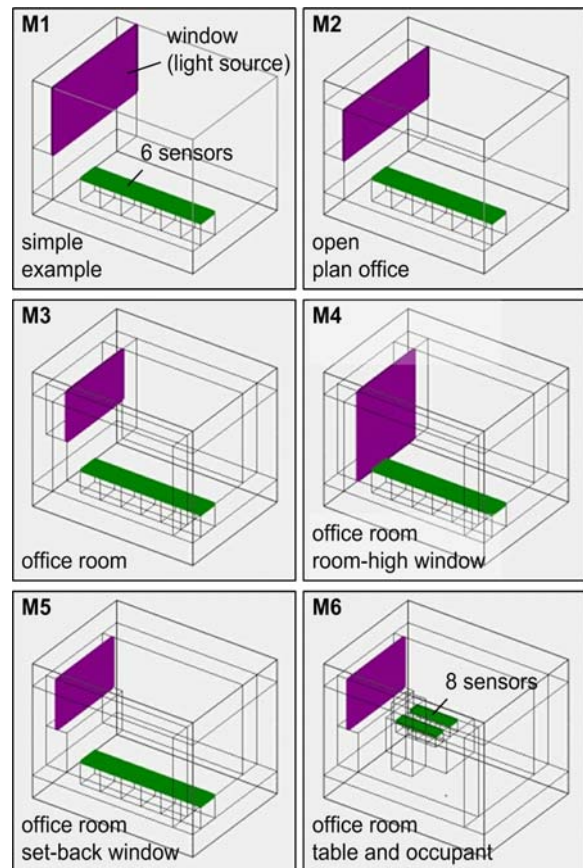 M1
window
(light source)
6 sensors
simple
example
M2
open
plan office
M3
office room
M4
office room
room-high window
M5
office room
set-back window
M6
8 sensors
office room
table and occupant